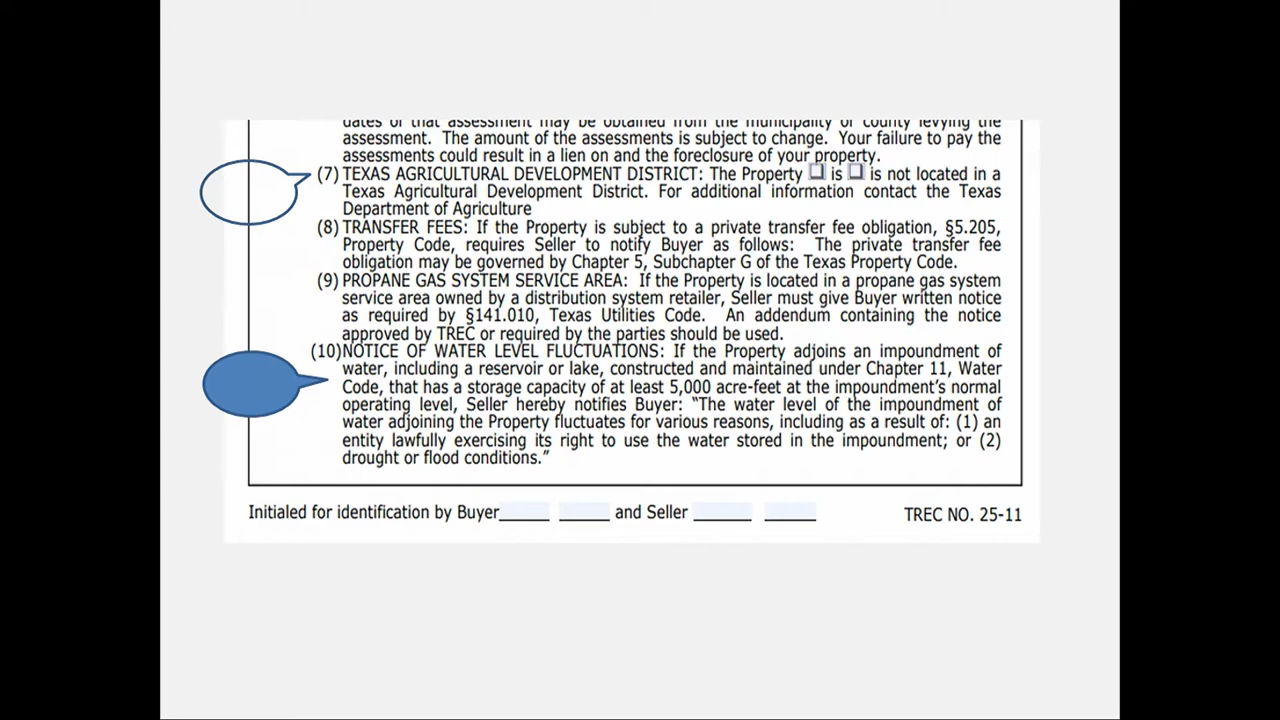 dates of that assessment may be obtained from the municipality or county levying the
assessment. The amount of the assessments is subject to change. Your failure to pay the
assessments could result in a lien on and the foreclosure of your property.
(7) TEXAS AGRICULTURAL DEVELOPMENT DISTRICT: The Property ❑ is ❑ is not located in a
Texas Agricultural Development District. For additional information contact the Texas
Department of Agriculture
(8) TRANSFER FEES: If the Property is subject to a private transfer fee obligation, §5.205,
Property Code, requires Seller to notify Buyer as follows: The private transfer fee
obligation may be governed by Chapter 5, Subchapter G of the Texas Property Code.
(9) PROPANE GAS SYSTEM SERVICE AREA: If the Property is located in a propane gas system
service area owned by a distribution system retailer, Seller must give Buyer written notice
as required by §141.010, Texas Utilities Code. An addendum containing the notice
approved by TREC or required by the parties should be used.
(10)NOTICE OF WATER LEVEL FLUCTUATIONS: If the Property adjoins an impoundment of
water, including a reservoir or lake, constructed and maintained under Chapter 11, Water
Code, that has a storage capacity of at least 5,000 acre-feet at the impoundment's normal
operating level, Seller hereby notifies Buyer: “The water level of the impoundment of
water adjoining the Property fluctuates for various reasons, including as a result of: (1) an
entity lawfully exercising its right to use the water stored in the impoundment; or (2)
drought or flood conditions.”
Initialed for identification by Buyer_____ _____ and Seller _____ _____ TREC NO. 25-11